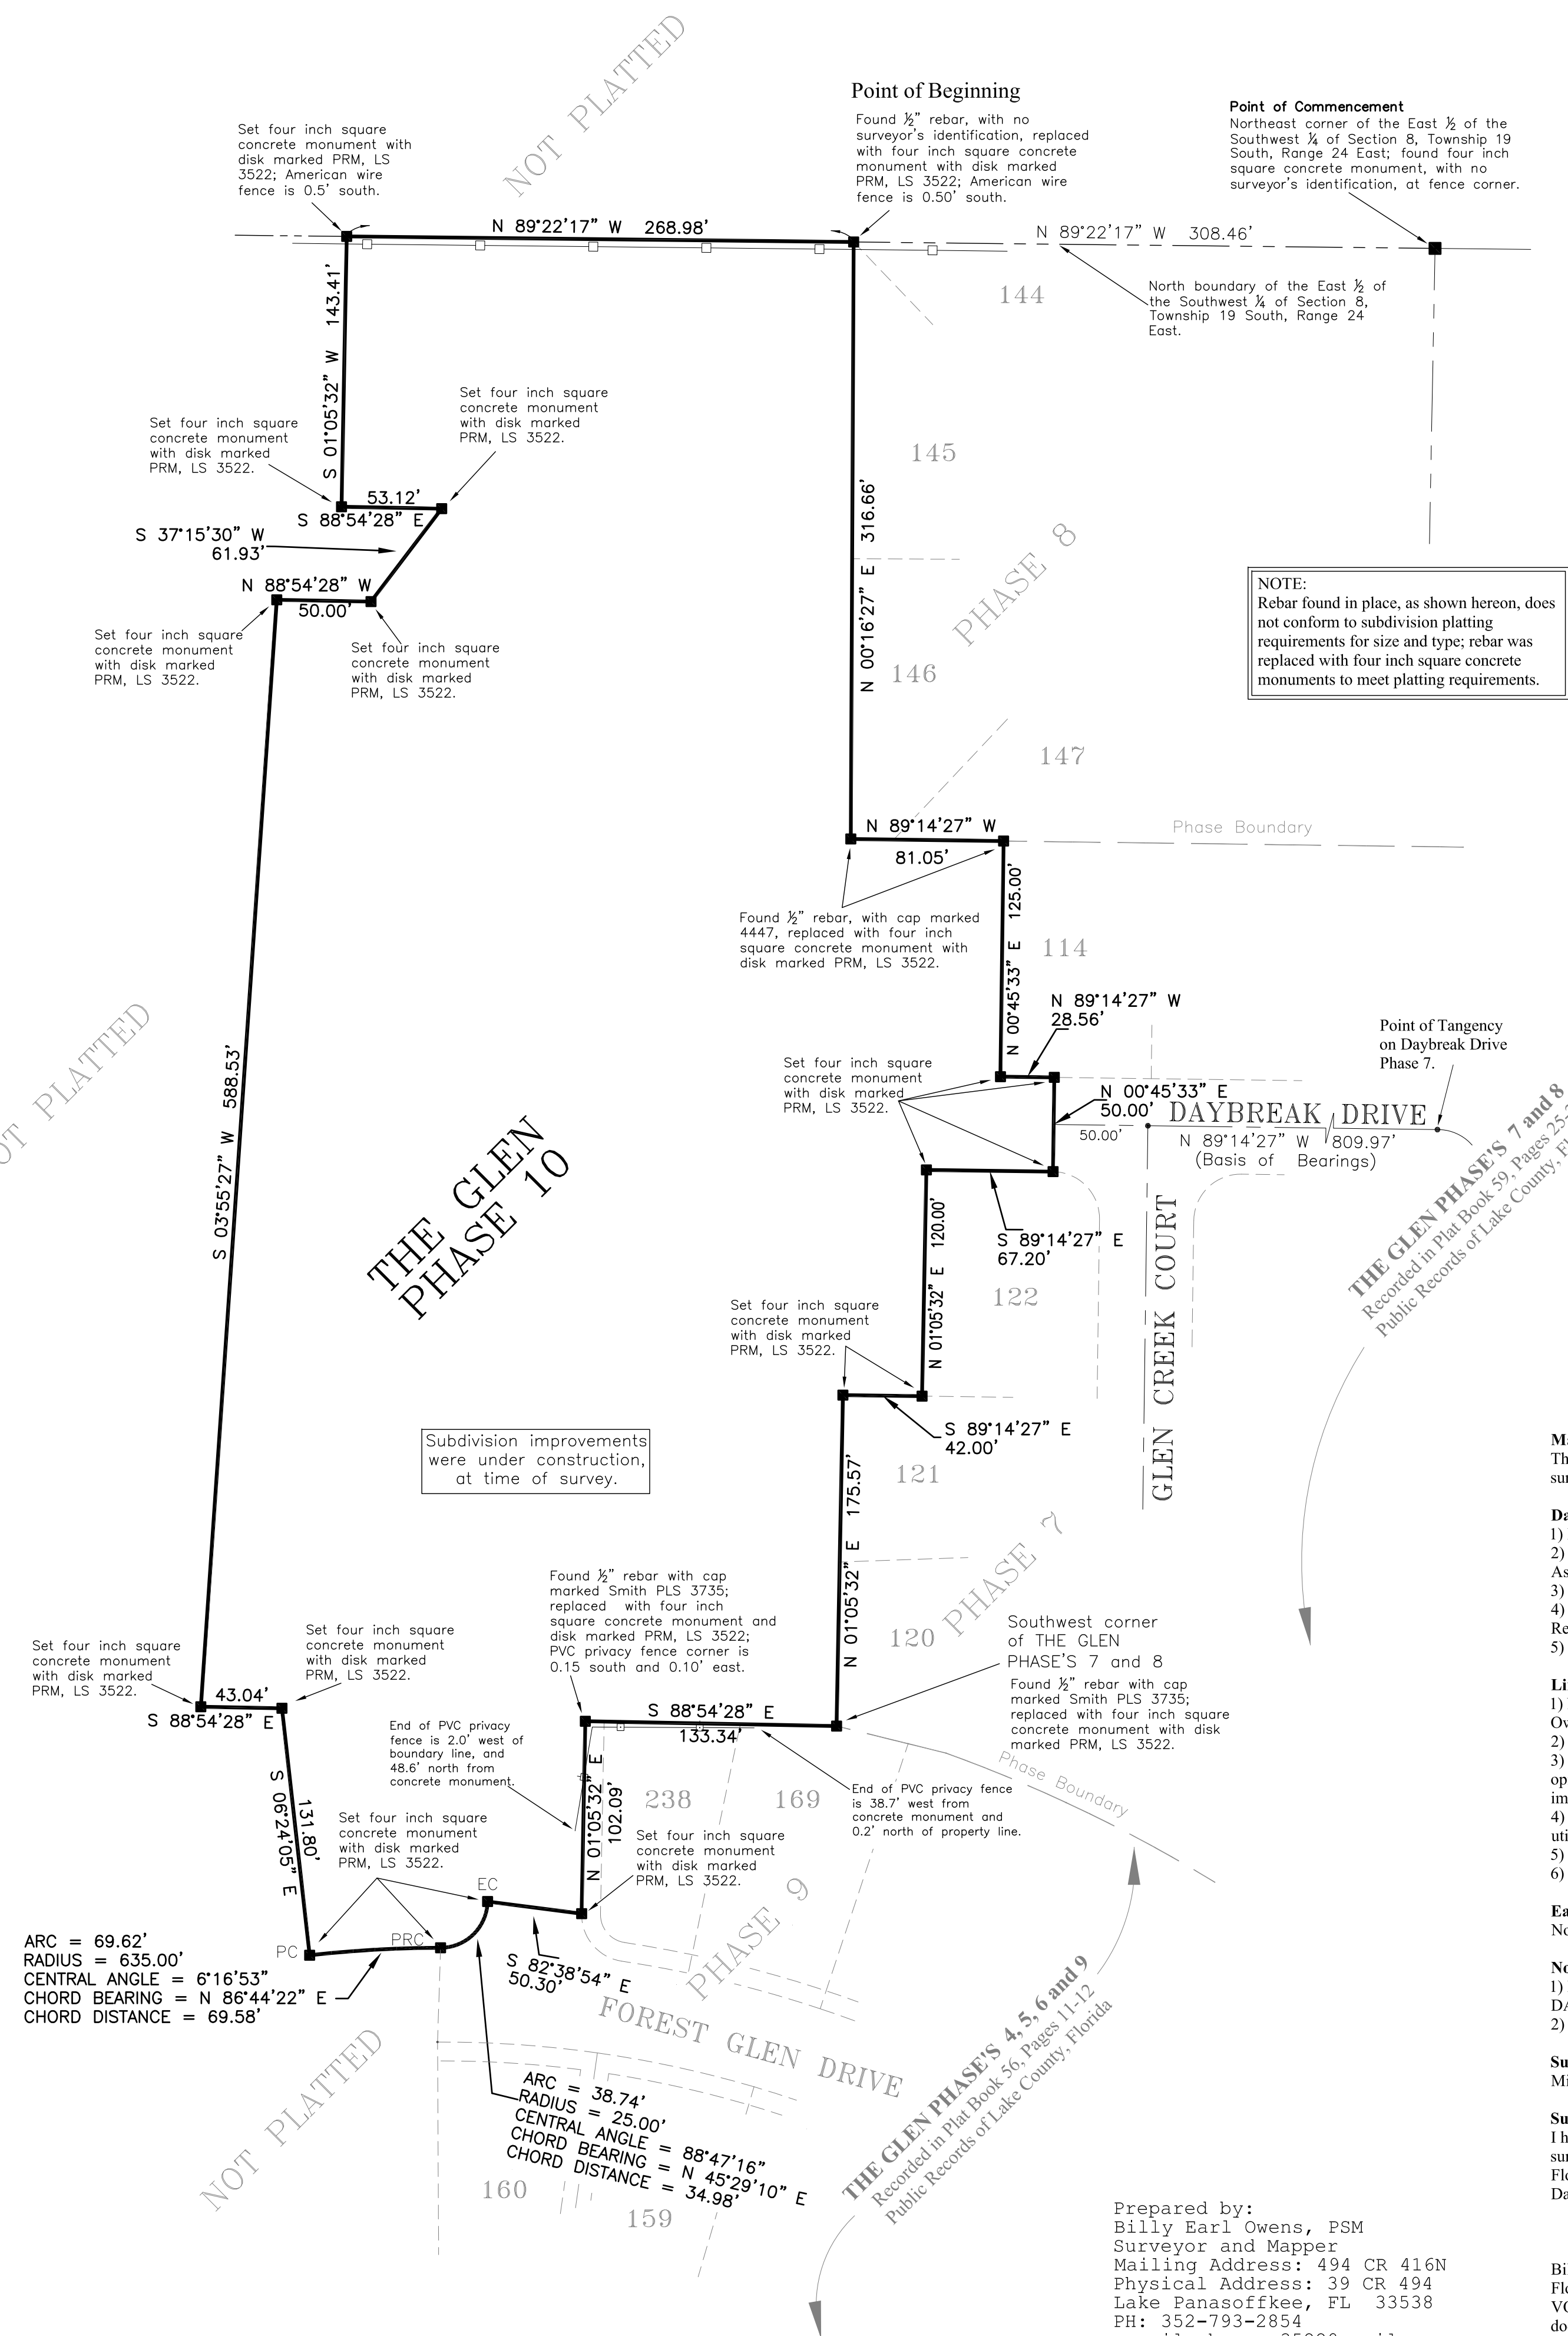 NOT PLATTED
Point of Beginning
Found ½” rebar, with no
surveyor's identification, replaced
with four inch square concrete
monument with disk marked
PRM, LS 3522; American wire
fence is 0.50' south.
Point of Commencement
Northeast corner of the East ½ of the
Southwest ¼ of Section 8, Township 19
South, Range 24 East; found four inch
square concrete monument, with no
surveyor's identification, at fence corner.
Set four inch square
concrete monument with
disk marked PRM, LS
3522; American wire
fence is 0.5' south.
N 89°22'17” W 268.98'
N 89°22'17” W 308.46'
North boundary of the East ½ of
the Southwest ¼ of Section 8,
Township 19 South, Range 24
East.
144
S 01°05'32” W 143.41'
Set four inch square
concrete monument
with disk marked
PRM, LS 3522.
Set four inch square
concrete monument
with disk marked
PRM, LS 3522.
145
53.12'
S 88°54'28” E
S 37°15'30” W
61.93'
N 88°54'28” W
50.00'
N 00°16'27” E 316.66'
PHASE 8
Set four inch square
concrete monument
with disk marked
PRM, LS 3522.
Set four inch square
concrete monument
with disk marked
PRM, LS 3522.
146
NOTE:
Rebar found in place, as shown hereon, does
not conform to subdivision platting
requirements for size and type; rebar was
replaced with four inch square concrete
monuments to meet platting requirements.
147
N 89°14'27” W
81.05'
Phase Boundary
Found ½” rebar, with cap marked
4447, replaced with four inch
square concrete monument with
disk marked PRM, LS 3522.
N 00°45'33” E 125.00'
114
N 89°14'27” W
28.56'
NOT PLATTED
S 03°55'27” W 588.53'
Set four inch square
concrete monument
with disk marked
PRM, LS 3522.
Point of Tangency
on Daybreak Drive
Phase 7.
N 00°45'33” E
50.00'
50.00'
DAYBREAK DRIVE
N 89°14'27” W 809.97'
(Basis of Bearings)
THE GLEN
PHASE 10
THE GLEN PHASE'S 7 and 8
Recorded in Plat Book 59, Pages
Public Records of Lake County,
S 89°14'27” E
67.20'
N 01°05'32” E 120.00'
122
GLEN CREEK COURT
Set four inch square
concrete monument
with disk marked
PRM, LS 3522.
S 89°14'27” E
42.00'
Subdivision improvements
were under construction,
at time of survey.
121
N 01°05'32” E 175.57'
PHASE 7
120
Found ½” rebar with cap
marked Smith PLS 3735;
replaced with four inch
square concrete monument and
disk marked PRM, LS 3522;
PVC privacy fence corner is
0.15 south and 0.10' east.
Southwest corner
of THE GLEN
PHASE'S 7 and 8
Found ½” rebar with cap
marked Smith PLS 3735;
replaced with four inch square
concrete monument with disk
marked PRM, LS 3522.
Set four inch square
concrete monument
with disk marked
PRM, LS 3522.
Set four inch square
concrete monument
with disk marked
PRM, LS 3522.
43.04'
S 88°54'28” E
S 88°54'28” E
133.34'
End of PVC privacy
fence is 2.0' west of
boundary line, and
48.6' north from
concrete monument.
Phase Boundary
S 06°24'05” E
131.80'
N 01°05'32” E
102.09'
238
169
End of PVC privacy fence
is 38.7' west from
concrete monument and
0.2' north of property line.
Set four inch square
concrete monument
with disk marked
PRM, LS 3522.
Set four inch square
concrete monument
with disk marked
PRM, LS 3522.
EC
PRC
PC
PHASE 9
S 82°38'54” E
50.30'
ARC = 69.62'
RADIUS = 635.00'
CENTRAL ANGLE = 6°16'53”
CHORD BEARING = N 86°44'22” E
CHORD DISTANCE = 69.58'
FOREST GLEN DRIVE
NOT PLATTED
ARC = 38.74'
RADIUS = 25.00'
CENTRAL ANGLE = 88°47'16”
CHORD BEARING = N 45°29'10” E
CHORD DISTANCE = 34.98'
160
159
THE GLEN PHASE'S 4, 5, 6 and 9
Recorded in Plat Book 56, Pages 11-12
Public Records of Lake County, Florida
Prepared by:
Billy Earl Owens, PSM
Surveyor and Mapper
Mailing Address: 494 CR 416N
Physical Address: 39 CR 494
Lake Panasoffkee, FL 33538
PH: 352-793-2854
1)
2)
3)
4)
5)
1)
2)
3)
4)
5)
6)
1)
2)